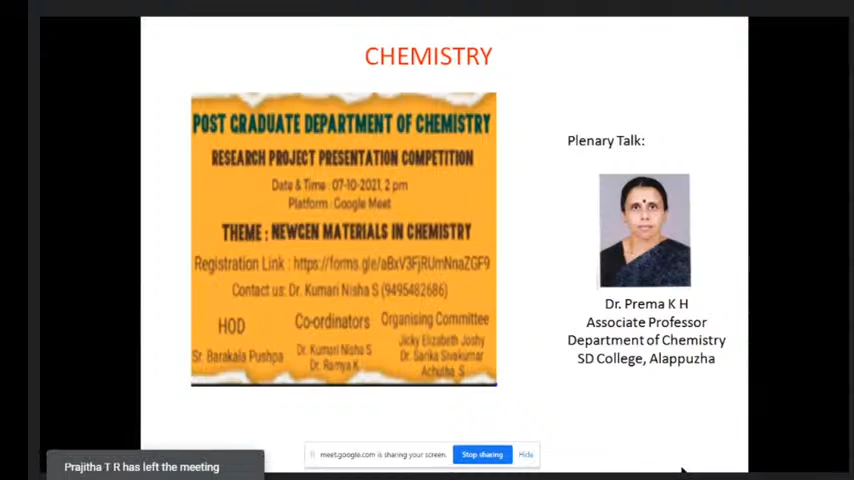 CHEMISTRY
POST GRADUATE DEPARTMENT OF CHEMISTRY
RESEARCH PROJECT PRESENTATION COMPETITION
Date & Time : 07-10-2021, 2 pm
Platform : Google Meet
THEME : NEWGEN MATERIALS IN CHEMISTRY
Registration Link : https://forms.gle/aBxV3FjRUmNnaZGF9
Contact us: Dr. Kumari Nisha S (9495482686)
HOD
Sr. Barakala Pushpa
Co-ordinators
Dr. Kumari Nisha S
Dr. Ramya K
Organising Committee
Jicky Elizabeth Joshy
Dr. Sarika Sivakumar
Achutha S
Plenary Talk:
Dr. Prema K H
Associate Professor
Department of Chemistry
SD College, Alappuzha
meet.google.com is sharing your screen.
Stop sharing
Hide
Prajitha T R has left the meeting